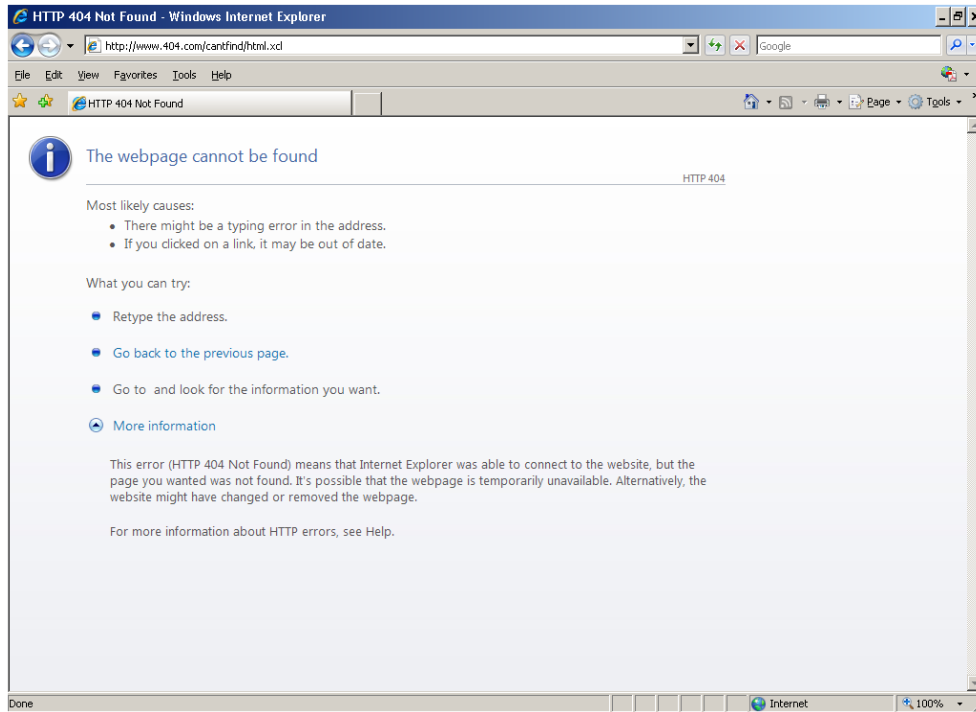 HTTP 404 Not Found - Windows Internet Explorer
http://www.404.com/cantfind/html.xcl
Google
File Edit View Favorites Tools Help
HTTP 404 Not Found
Page Tools
The webpage cannot be found
HTTP 404
Most likely causes:
There might be a typing error in the address.
If you clicked on a link, it may be out of date.
What you can try:
Retype the address.
Go back to the previous page.
Go to  and look for the information you want.
More information
This error (HTTP 404 Not Found) means that Internet Explorer was able to connect to the website, but the
page you wanted was not found. It's possible that the webpage is temporarily unavailable. Alternatively, the
website might have changed or removed the webpage.
For more information about HTTP errors, see Help.
Done
Internet
100%